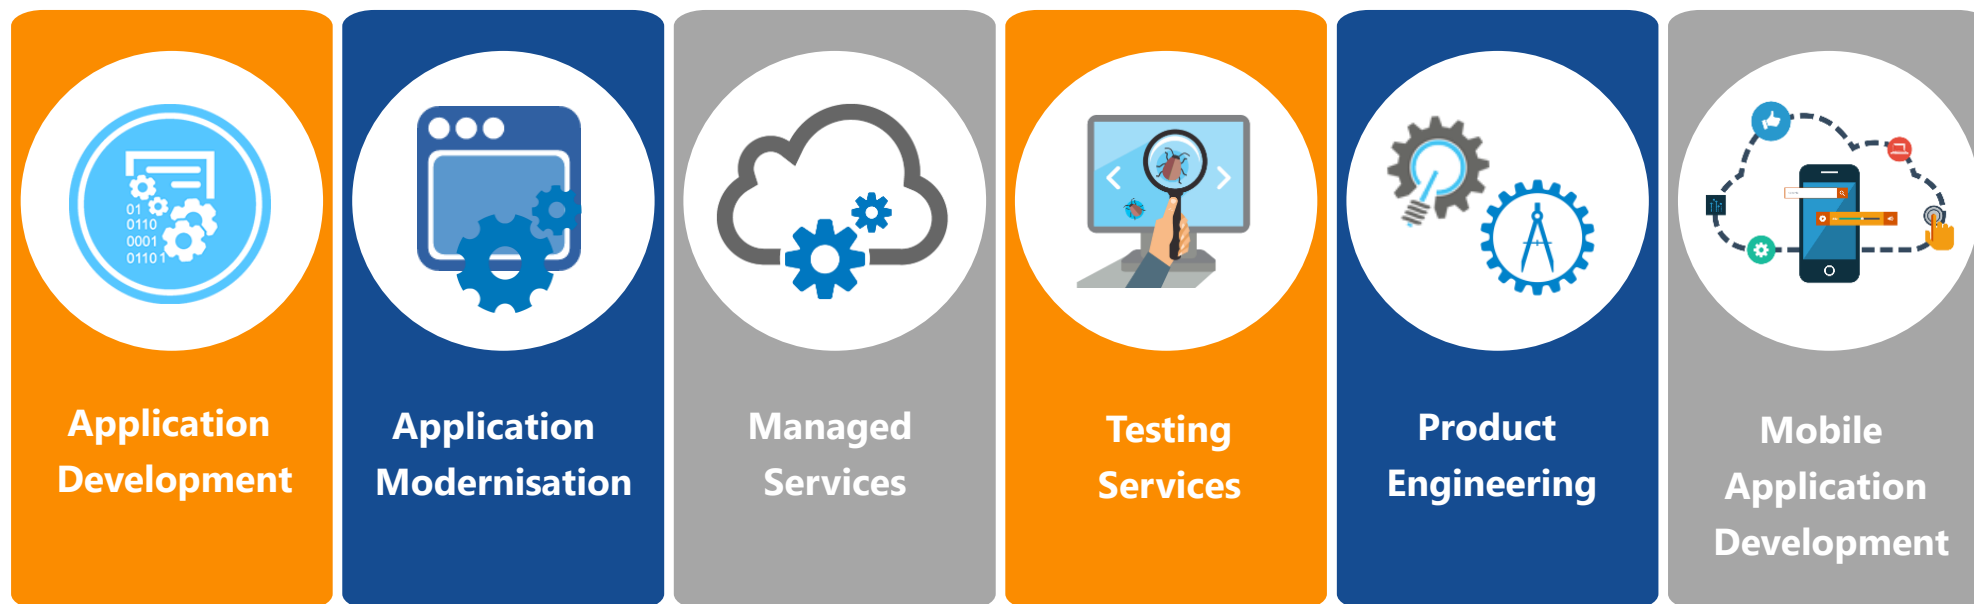 01
0110
0001
01101
Application
Development
Application
Modernisation
Managed
Services
Testing
Services
Product
Engineering
Mobile
Application
Development